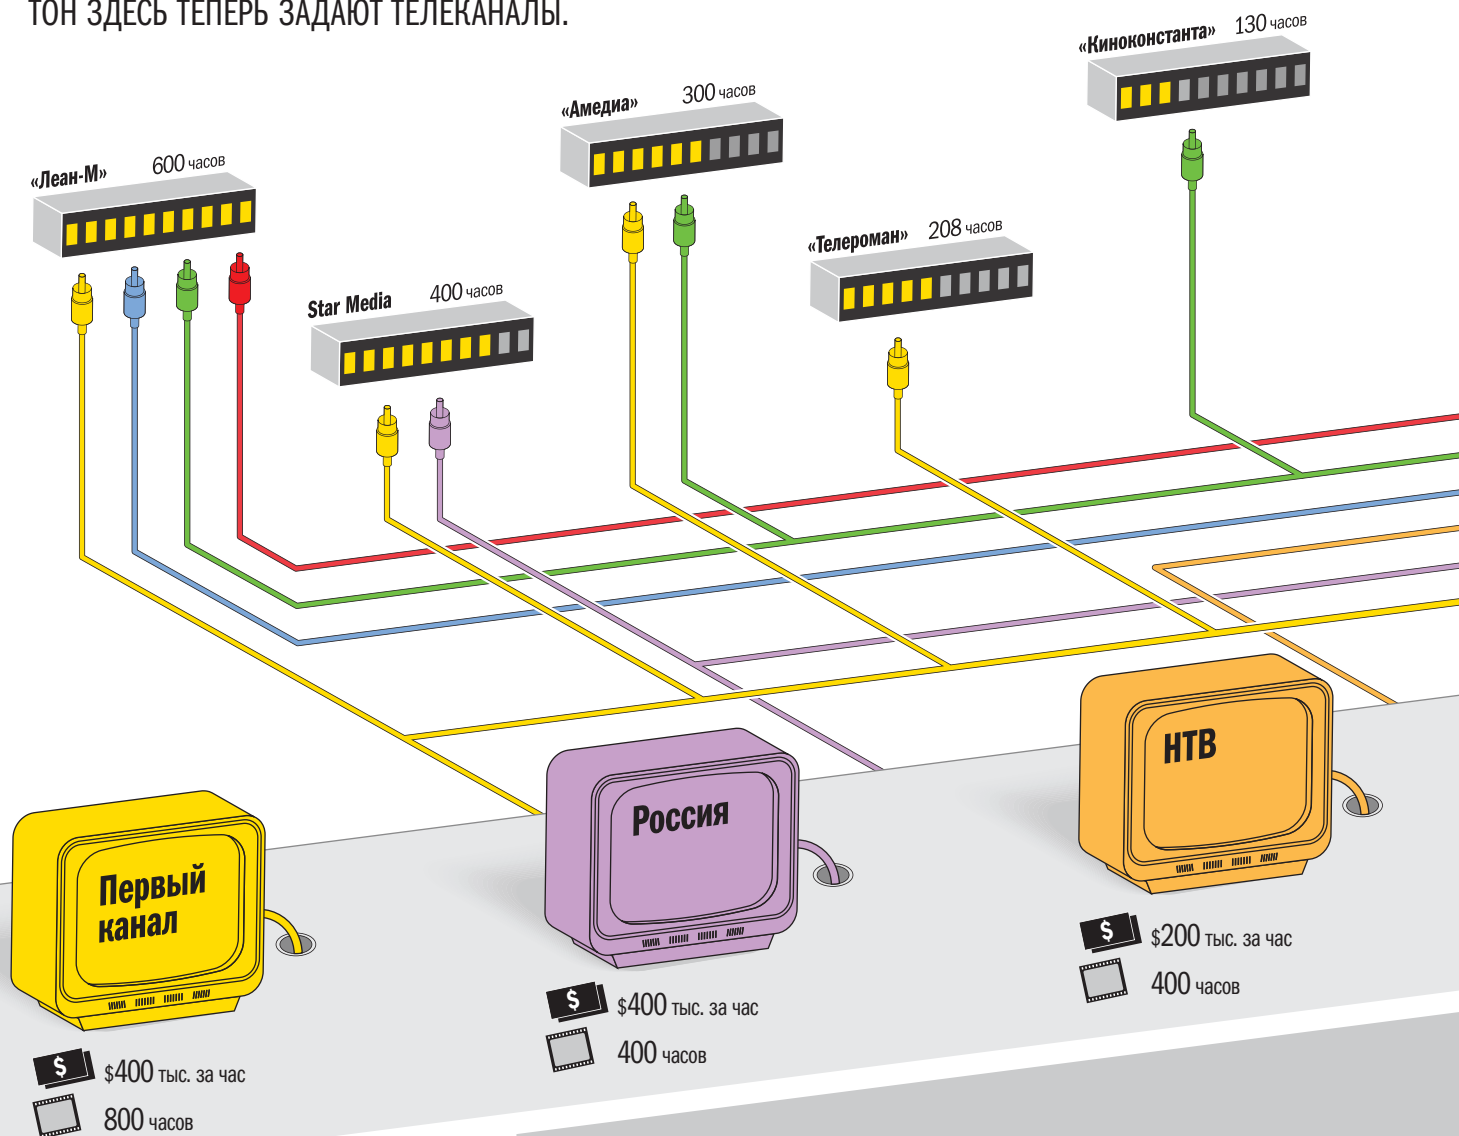 ТОН ЗДЕСЬ ТЕПЕРЬ ЗАДАЮТ ТЕЛЕКАНАЛЫ.
«Киноконстанта» 130 часов
«Амедиа» 300 часов
«Леан-М» 600 часов
«Телероман» 208 часов
Star Media 400 часов
НТВ
Россия
Первый
канал
$ $200 тыс. за час
400 часов
$ $400 тыс. за час
400 часов
$ $400 тыс. за час
800 часов